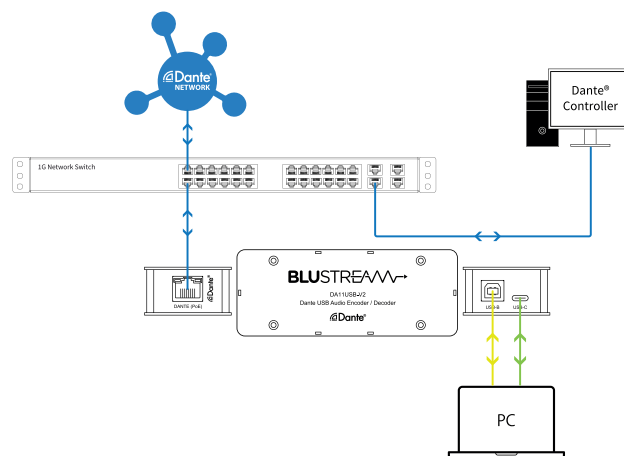 Dante®
NETWORK
Dante®
Controller
1G Network Switch
BLUSTREAM
DA11USB-V2
Dante USB Audio Encoder / Decoder
Dante®
DANTE (PoE)
Dante®
USB-B
USB-C
PC